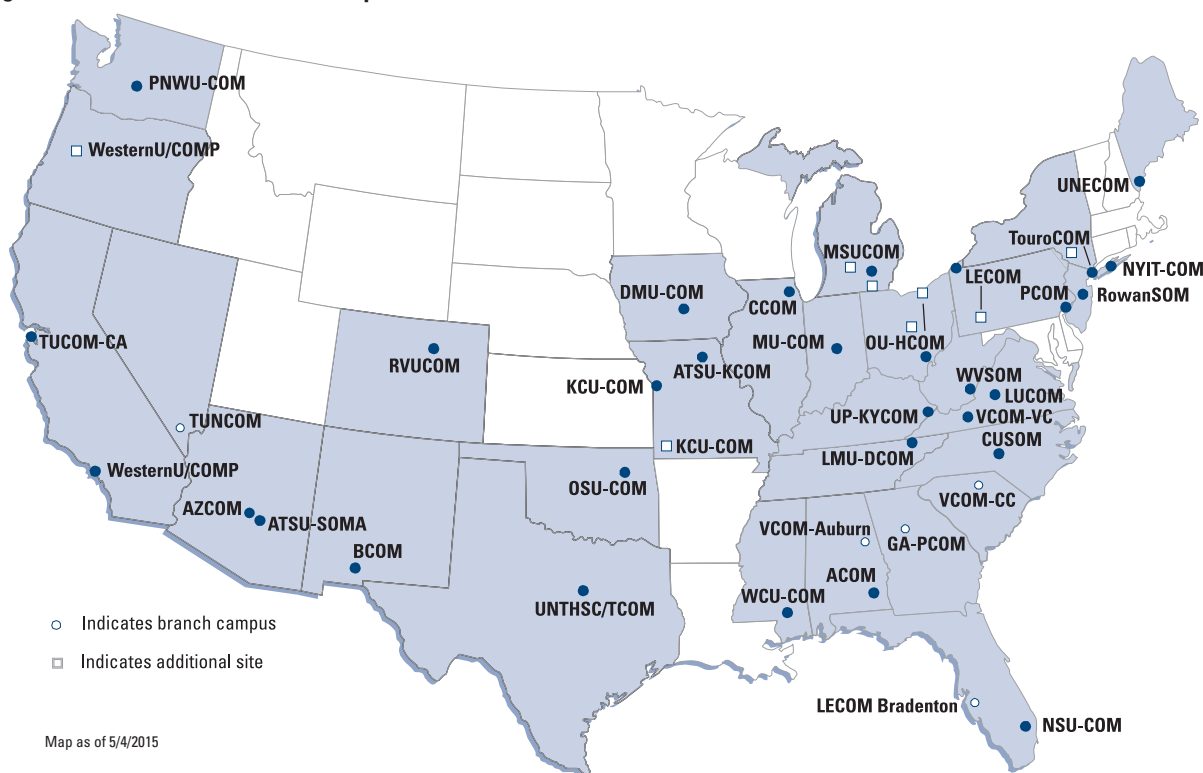 PNWU-COM
WesternU/COMP
UNECOM
TouroCOM
MSUCOM
NYIT-COM
LECOM
DMU-COM
PCOM
RowanSOM
CCOM
TUCOM-CA
MU-COM
OU-HCOM
RVUCOM
ATSU-KCOM
WVSOM
KCU-COM
LUCOM
UP-KYCOM
VCOM-VC
TUNCOM
CUSOM
KCU-COM
LMU-DCOM
WesternU/COMP
OSU-COM
VCOM-CC
AZCOM
ATSU-SOMA
VCOM-Auburn
GA-PCOM
BCOM
ACOM
WCU-COM
UNTHSC/TCOM
Indicates branch campus
Indicates additional site
LECOM Bradenton
NSU-COM
Map as of 5/4/2015